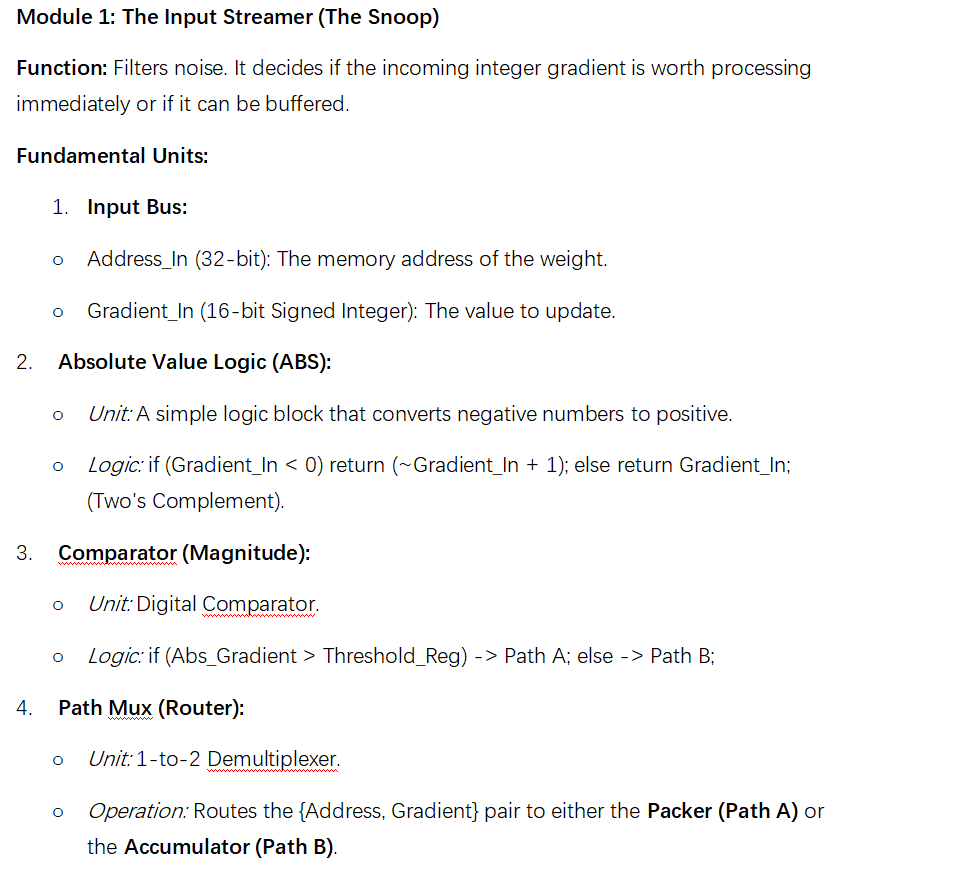 Module 1: The Input Streamer (The Snoop)
Function: Filters noise. It decides if the incoming integer gradient is worth processing
immediately or if it can be buffered.
Fundamental Units:
1. Input Bus:
o Address_In (32-bit): The memory address of the weight.
o Gradient_In (16-bit Signed Integer): The value to update.
2. Absolute Value Logic (ABS):
o Unit: A simple logic block that converts negative numbers to positive.
o Logic: if (Gradient_In < 0) return (~Gradient_In + 1); else return Gradient_In;
(Two's Complement).
3. Comparator (Magnitude):
o Unit: Digital Comparator.
o Logic: if (Abs_Gradient > Threshold_Reg) -> Path A; else -> Path B;
4. Path Mux (Router):
o Unit: 1-to-2 Demultiplexer.
o Operation: Routes the {Address, Gradient} pair to either the Packer (Path A) or
the Accumulator (Path B).